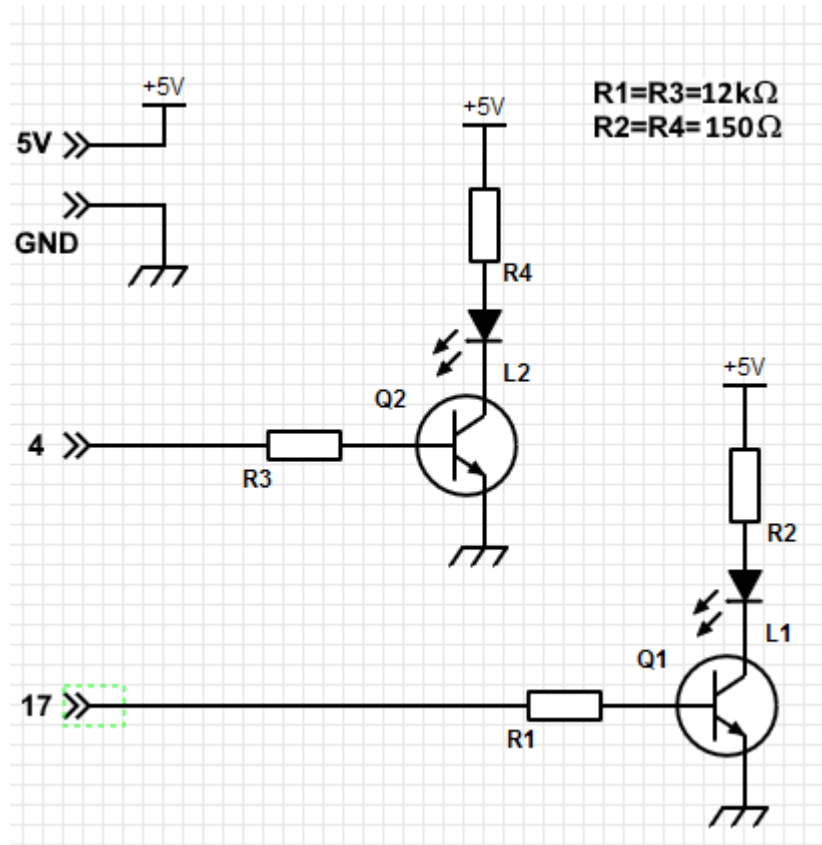 +5V
5V
GND
R1=R3=12kΩ
R2=R4=150Ω
+5V
R4
L2
Q2
4
R3
+5V
R2
L1
Q1
17
R1